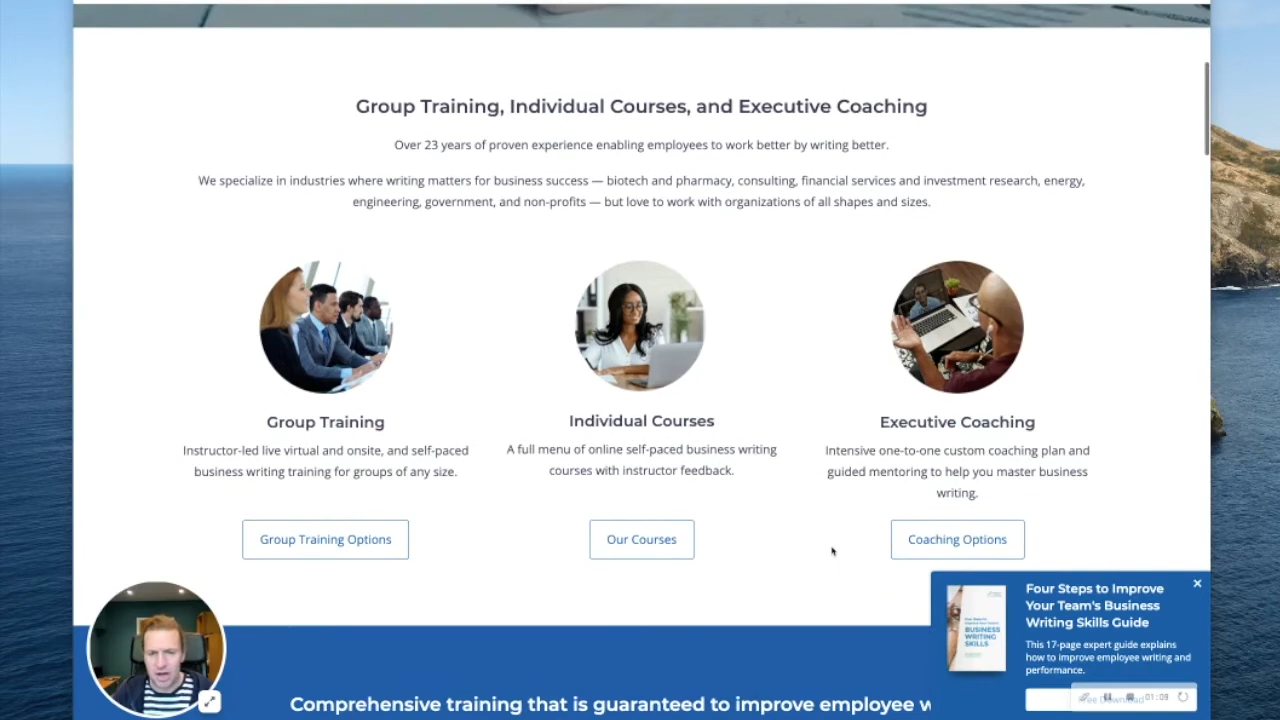 Group Training, Individual Courses, and Executive Coaching
Over 23 years of proven experience enabling employees to work better by writing better.
We specialize in industries where writing matters for business success — biotech and pharmacy, consulting, financial services and investment research, energy,
engineering, government, and non-profits — but love to work with organizations of all shapes and sizes.
Group Training
Instructor-led live virtual and onsite, and self-paced
business writing training for groups of any size.
Group Training Options
Individual Courses
A full menu of online self-paced business writing
courses with instructor feedback.
Our Courses
Executive Coaching
Intensive one-to-one custom coaching plan and
guided mentoring to help you master business
writing.
Coaching Options
Four Steps to Improve
Your Team's Business
Writing Skills Guide
This 17-page expert guide explains
how to improve employee writing and
performance.
BUSINESS
WRITING
SKILLS
Free Download
01:09
Comprehensive training that is guaranteed to improve employee w